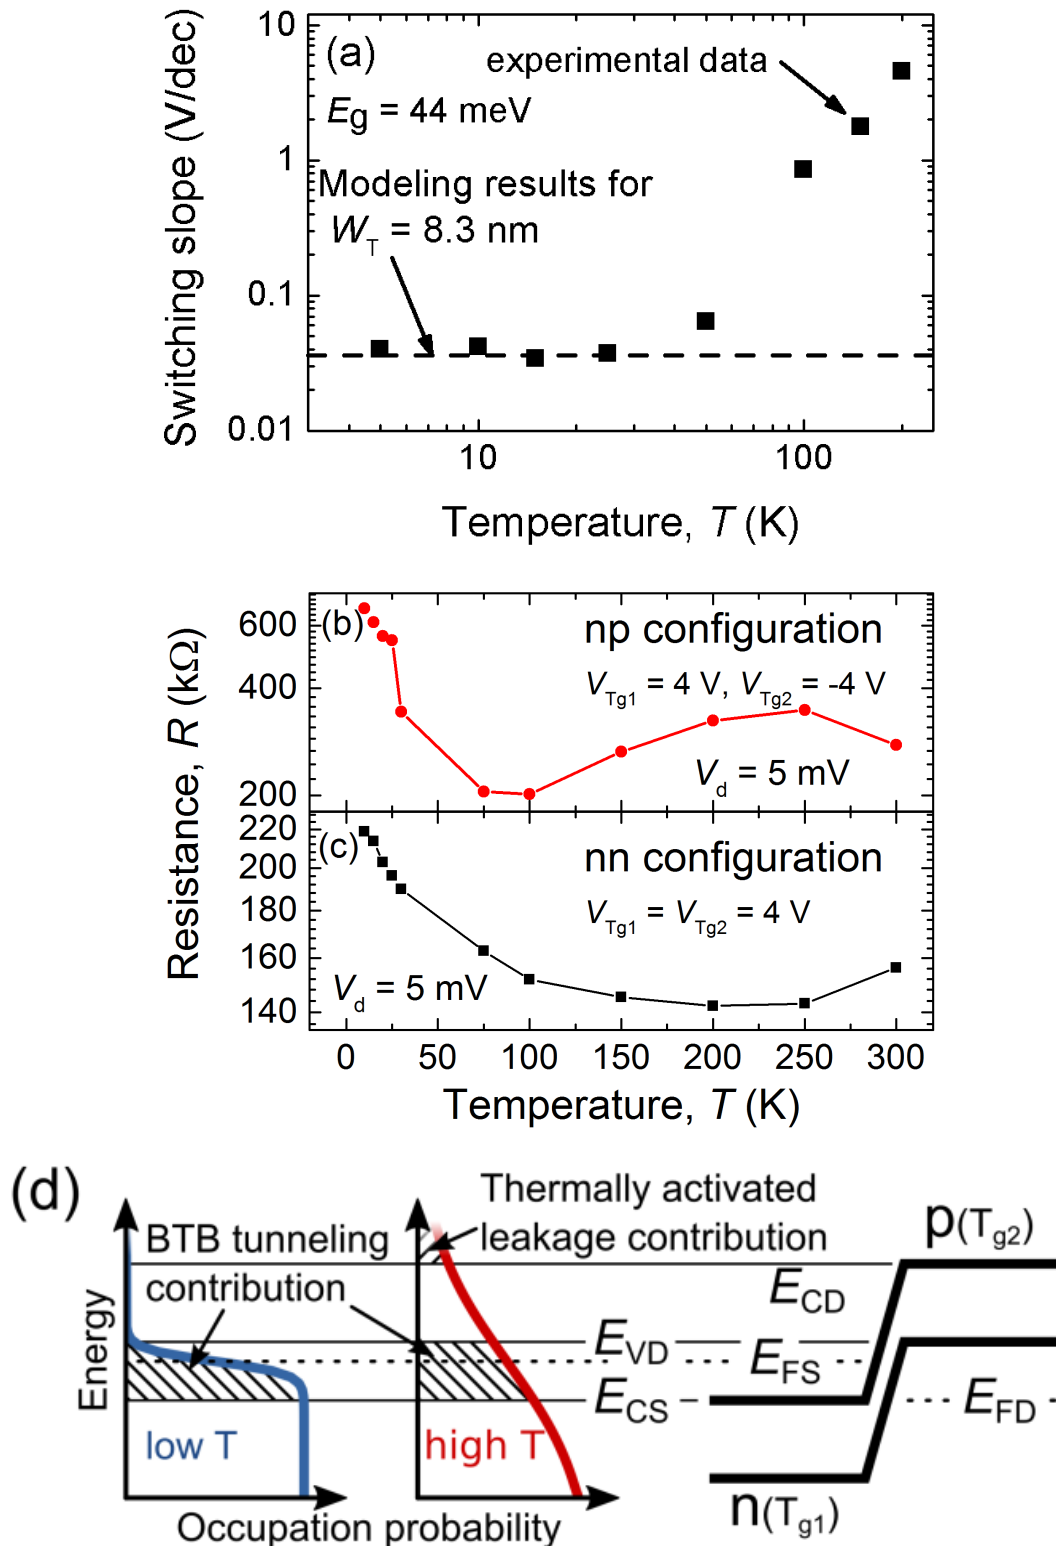 (a)
experimental data
Eg = 44 meV
Modeling results for
WT = 8.3 nm
Switching slope (V/dec)
10
1
0.1
0.01
10
100
Temperature, T (K)
(b)
np configuration
VTg1 = 4 V, VTg2 = -4 V
Vd = 5 mV
600
400
200
Resistance, R (kΩ)
(c)
nn configuration
VTg1 = VTg2 = 4 V
Vd = 5 mV
220
200
180
160
140
0 50 100 150 200 250 300
Temperature, T (K)
(d)
Thermally activated
leakage contribution
BTB tunneling
contribution
p(Tg2)
ECD
EVD
EFS
ECS
EFD
Energy
low T
high T
n(Tg1)
Occupation probability